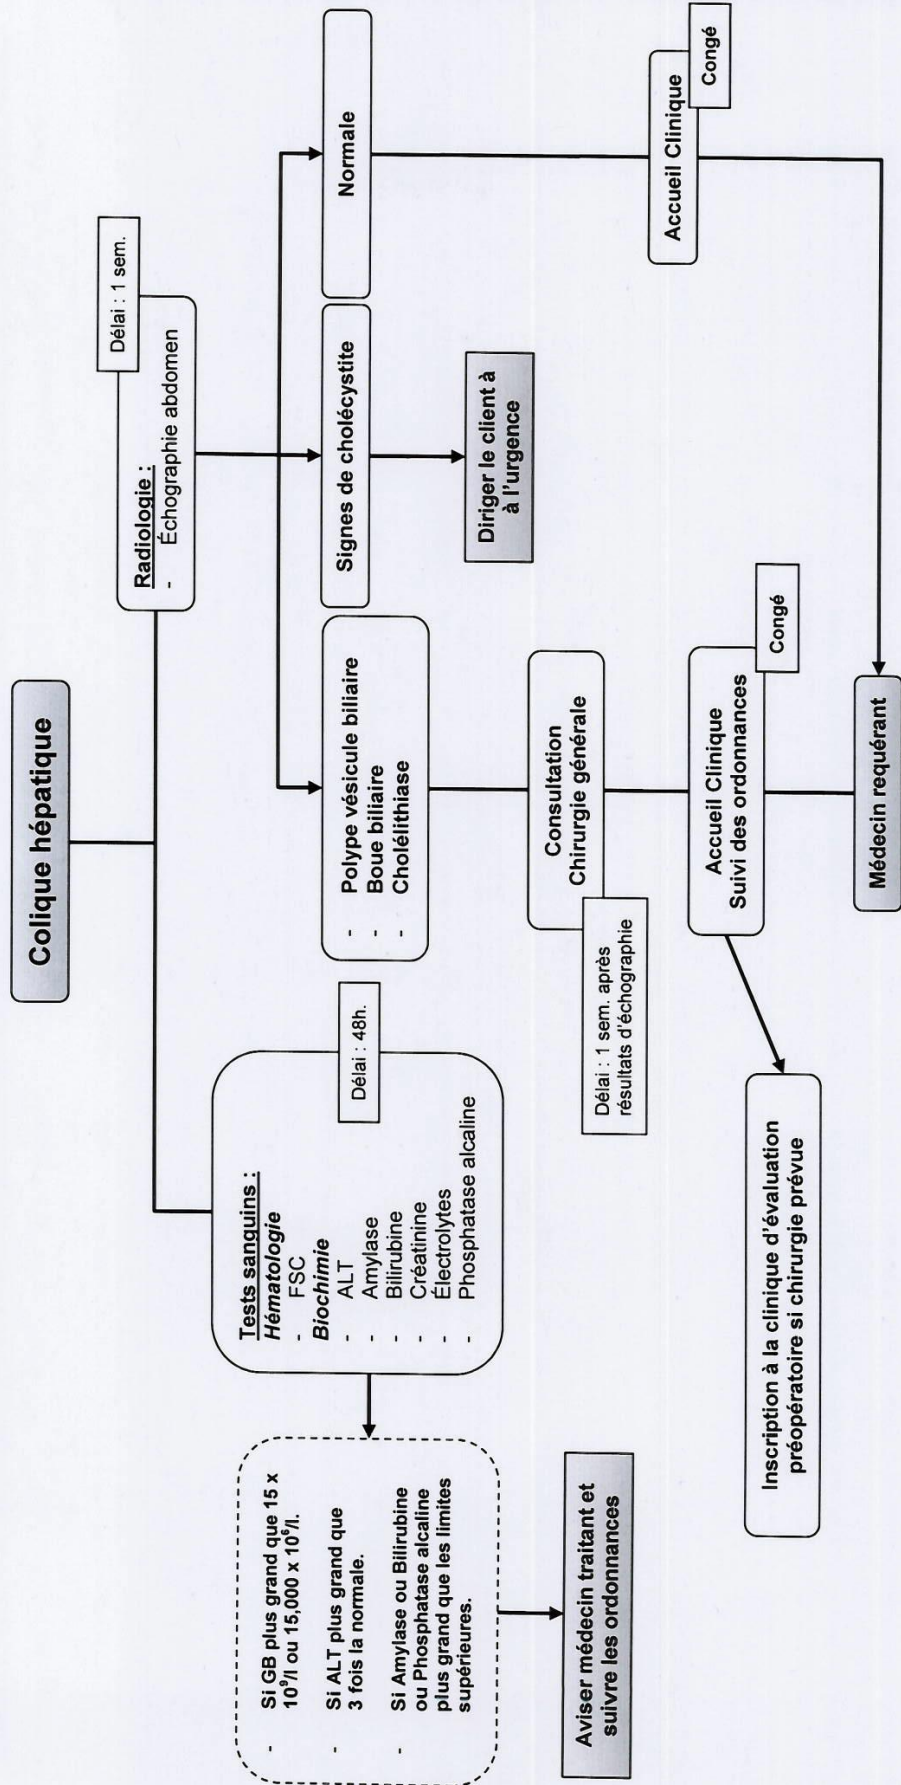 Colique hépatique
Délai : 1 sem.
Radiologie :
- Échographie abdomen
Tests sanguins :
Hématologie
- FSC
Biochimie
- ALT
- Amylase
- Bilirubine
- Créatinine
- Électrolytes
- Phosphatase alcaline
Délai : 48h.
- Si GB plus grand que 15 x
10⁹/l ou 15,000 x 10⁶/l.
- Si ALT plus grand que
3 fois la normale.
- Si Amylase ou Bilirubine
ou Phosphatase alcaline
plus grand que les limites
supérieures.
Aviser médecin traitant et
suivre les ordonnances
- Polype vésicule biliaire
- Boue biliaire
- Cholélithiase
Signes de cholécystite
Normale
Diriger le client à
à l'urgence
Consultation
Chirurgie générale
Délai : 1 sem. après
résultats d'échographie
Accueil Clinique
Suivi des ordonnances
Congé
Accueil Clinique
Congé
Inscription à la clinique d'évaluation
préopératoire si chirurgie prévue
Médecin requérant